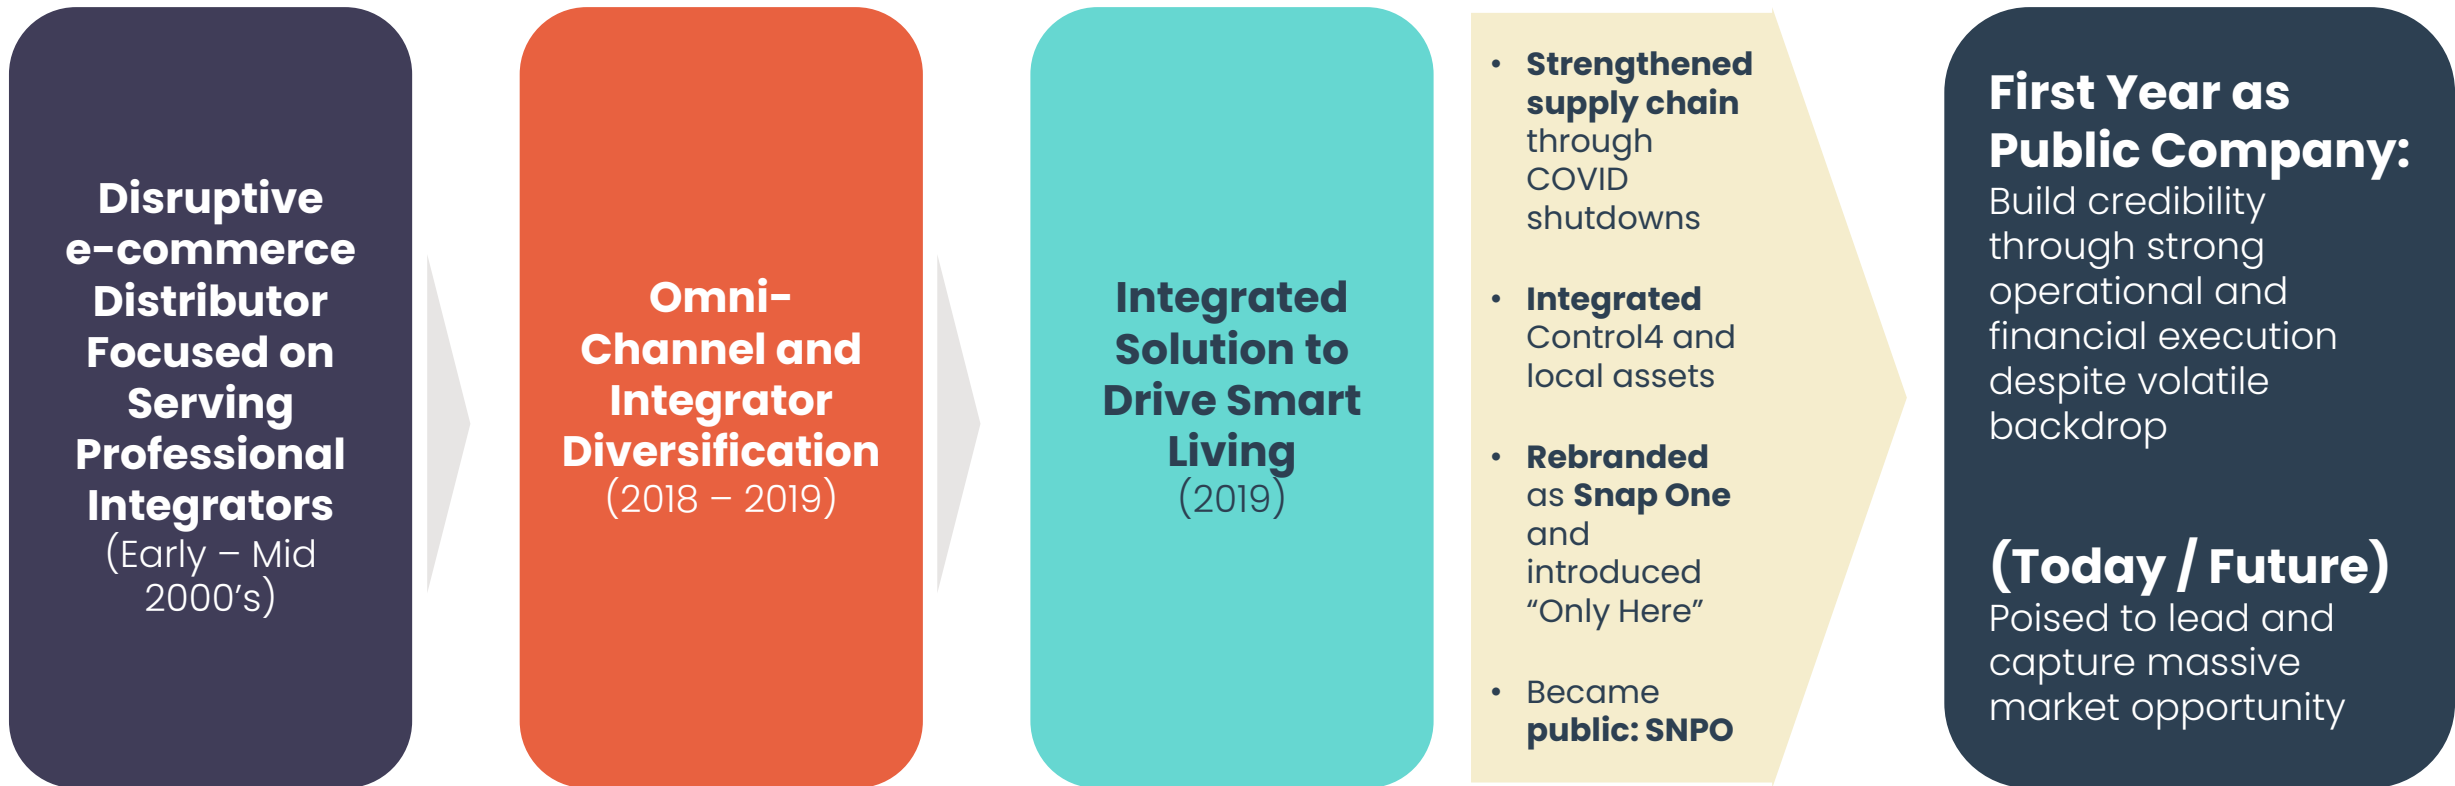 Disruptive
e-commerce
Distributor
Focused on
Serving
Professional
Integrators
(Early – Mid
2000’s)
Omni-
Channel and
Integrator
Diversification
(2018 – 2019)
Integrated
Solution to
Drive Smart
Living
(2019)
• Strengthened
supply chain
through
COVID
shutdowns
• Integrated
Control4 and
local assets
• Rebranded
as Snap One
and
introduced
“Only Here”
• Became
public: SNPO
First Year as
Public Company:
Build credibility
through strong
operational and
financial execution
despite volatile
backdrop
(Today / Future)
Poised to lead and
capture massive
market opportunity